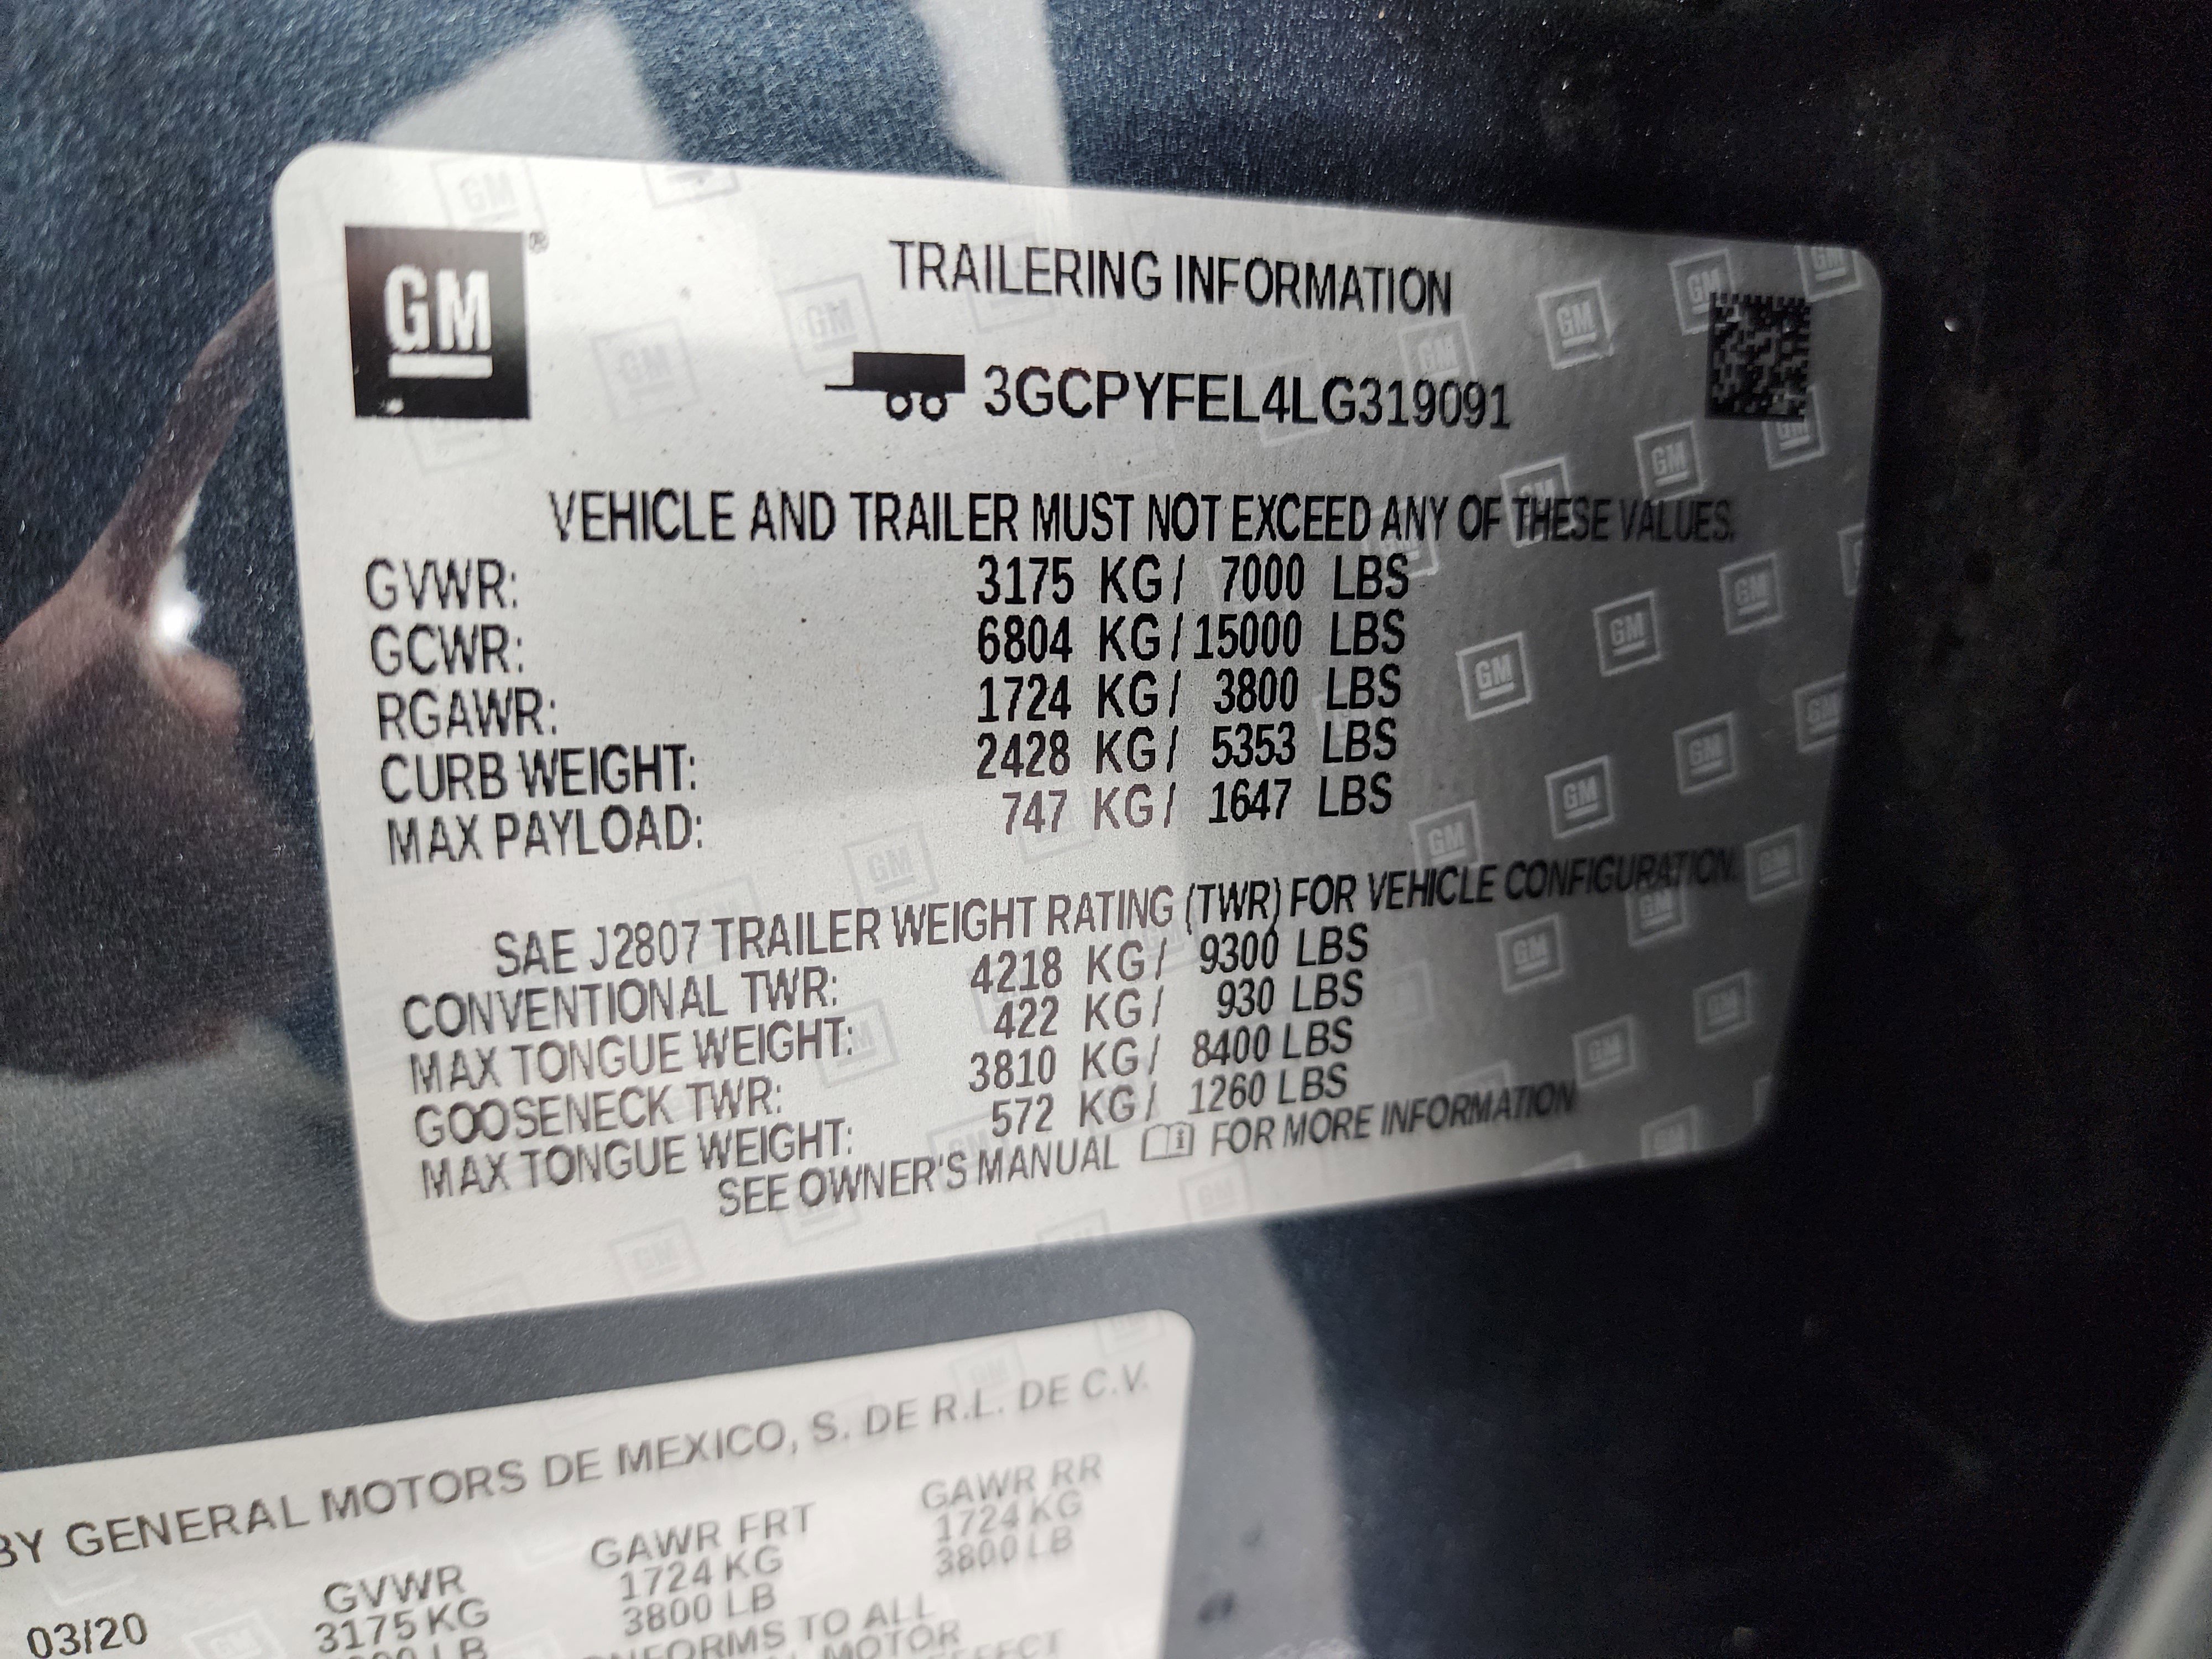 GM ®
TRAILERING INFORMATION
3GCPYFEL4LG319091
VEHICLE AND TRAILER MUST NOT EXCEED ANY OF THESE VALUES.
GVWR: 3175 KG / 7000 LBS
GCWR: 6804 KG / 15000 LBS
RGAWR: 1724 KG / 3800 LBS
CURB WEIGHT: 2428 KG / 5353 LBS
MAX PAYLOAD: 747 KG / 1647 LBS
SAE J2807 TRAILER WEIGHT RATING (TWR) FOR VEHICLE CONFIGURATION.
CONVENTIONAL TWR: 4218 KG / 9300 LBS
MAX TONGUE WEIGHT: 422 KG / 930 LBS
GOOSENECK TWR: 3810 KG / 8400 LBS
MAX TONGUE WEIGHT: 572 KG / 1260 LBS
SEE OWNER'S MANUAL FOR MORE INFORMATION
BY GENERAL MOTORS DE MEXICO, S. DE R.L. DE C.V.
03/20 GVWR GAWR FRT GAWR RR
3175 KG 1724 KG 1724 KG
LB 3800 LB 3800 LB
TO ALL
MOTOR